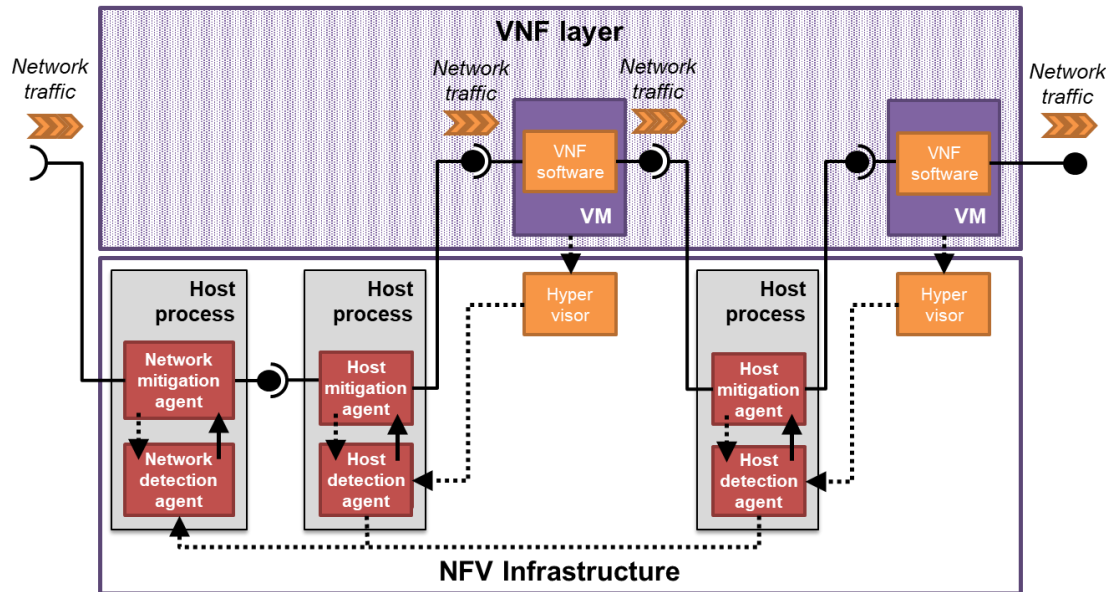 VNF layer
Network
traffic
Network
traffic
Network
traffic
Network
traffic
VNF
software
VM
VNF
software
VM
Host
process
Host
process
Hyper
visor
Host
process
Hyper
visor
Network
mitigation
agent
Host
mitigation
agent
Host
mitigation
agent
Network
detection
agent
Host
detection
agent
Host
detection
agent
NFV Infrastructure